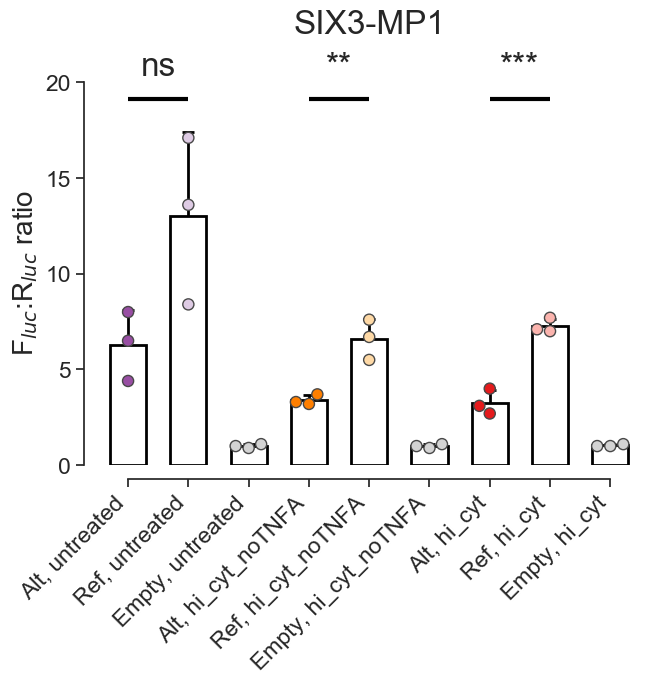 SIX3-MP1
ns
**
***
20
15
10
5
0
Fluc:Rluc ratio
Alt, untreated
Ref, untreated
Empty, untreated
Alt, hi_cyt_noTNFA
Ref, hi_cyt_noTNFA
Empty, hi_cyt_noTNFA
Alt, hi_cyt
Ref, hi_cyt
Empty, hi_cyt